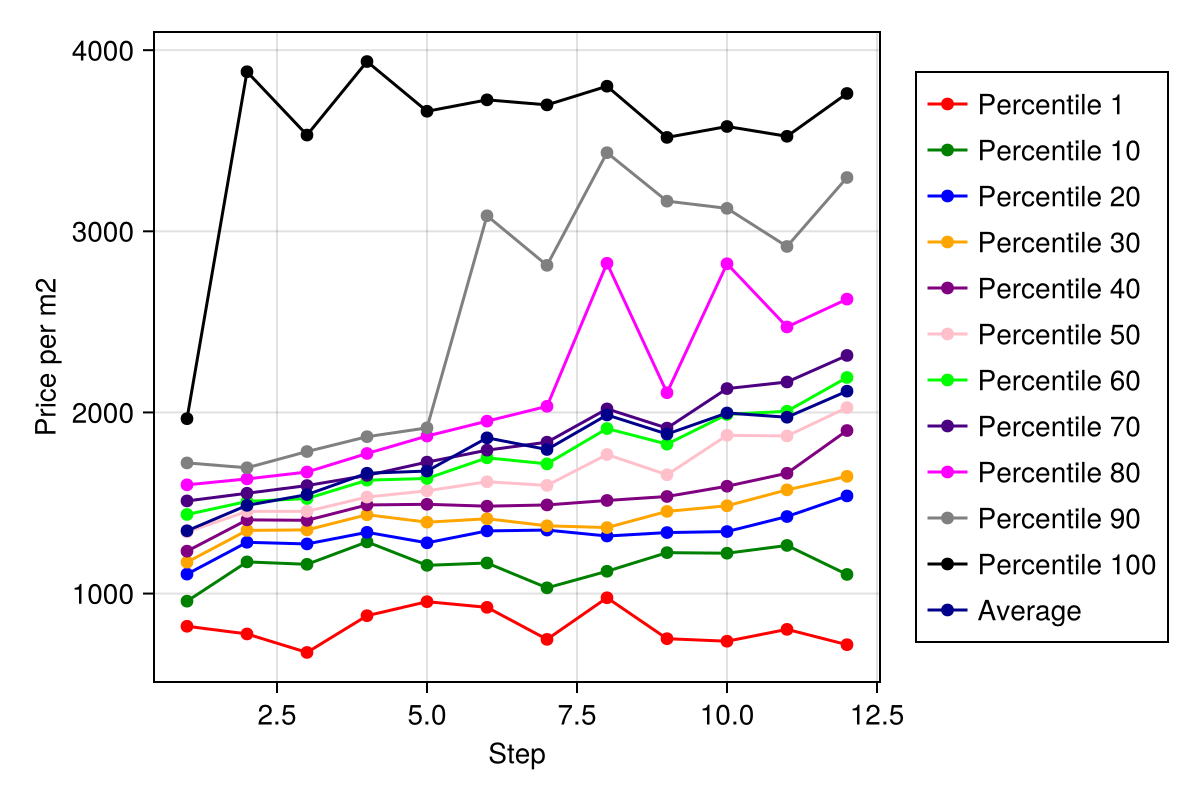 4000
3000
2000
1000
Price per m2
2.5 5.0 7.5 10.0 12.5
Step
Percentile 1
Percentile 10
Percentile 20
Percentile 30
Percentile 40
Percentile 50
Percentile 60
Percentile 70
Percentile 80
Percentile 90
Percentile 100
Average